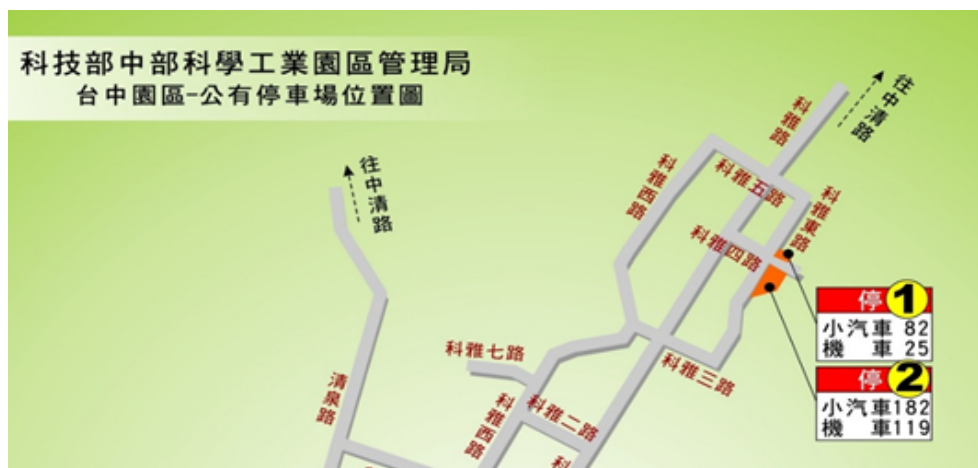 科技部中部科學工業園區管理局
台中園區-公有停車場位置圖
往中清路
科雅路
往中清路
科雅西路
科雅五路
科雅東路
科雅四路
停1
小汽車 82
機 車 25
科雅七路
科雅三路
停2
小汽車182
機 車119
清泉路
科雅西路
科雅二路
科